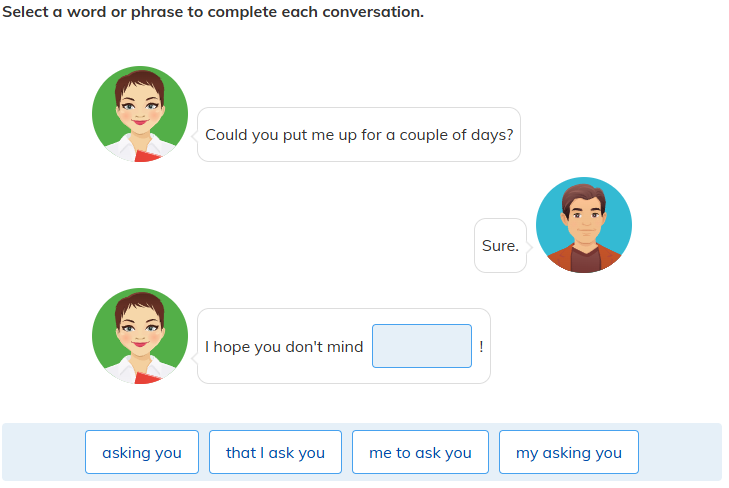 Select a word or phrase to complete each conversation.
Could you put me up for a couple of days?
Sure.
I hope you don't mind !
asking you that I ask you me to ask you my asking you